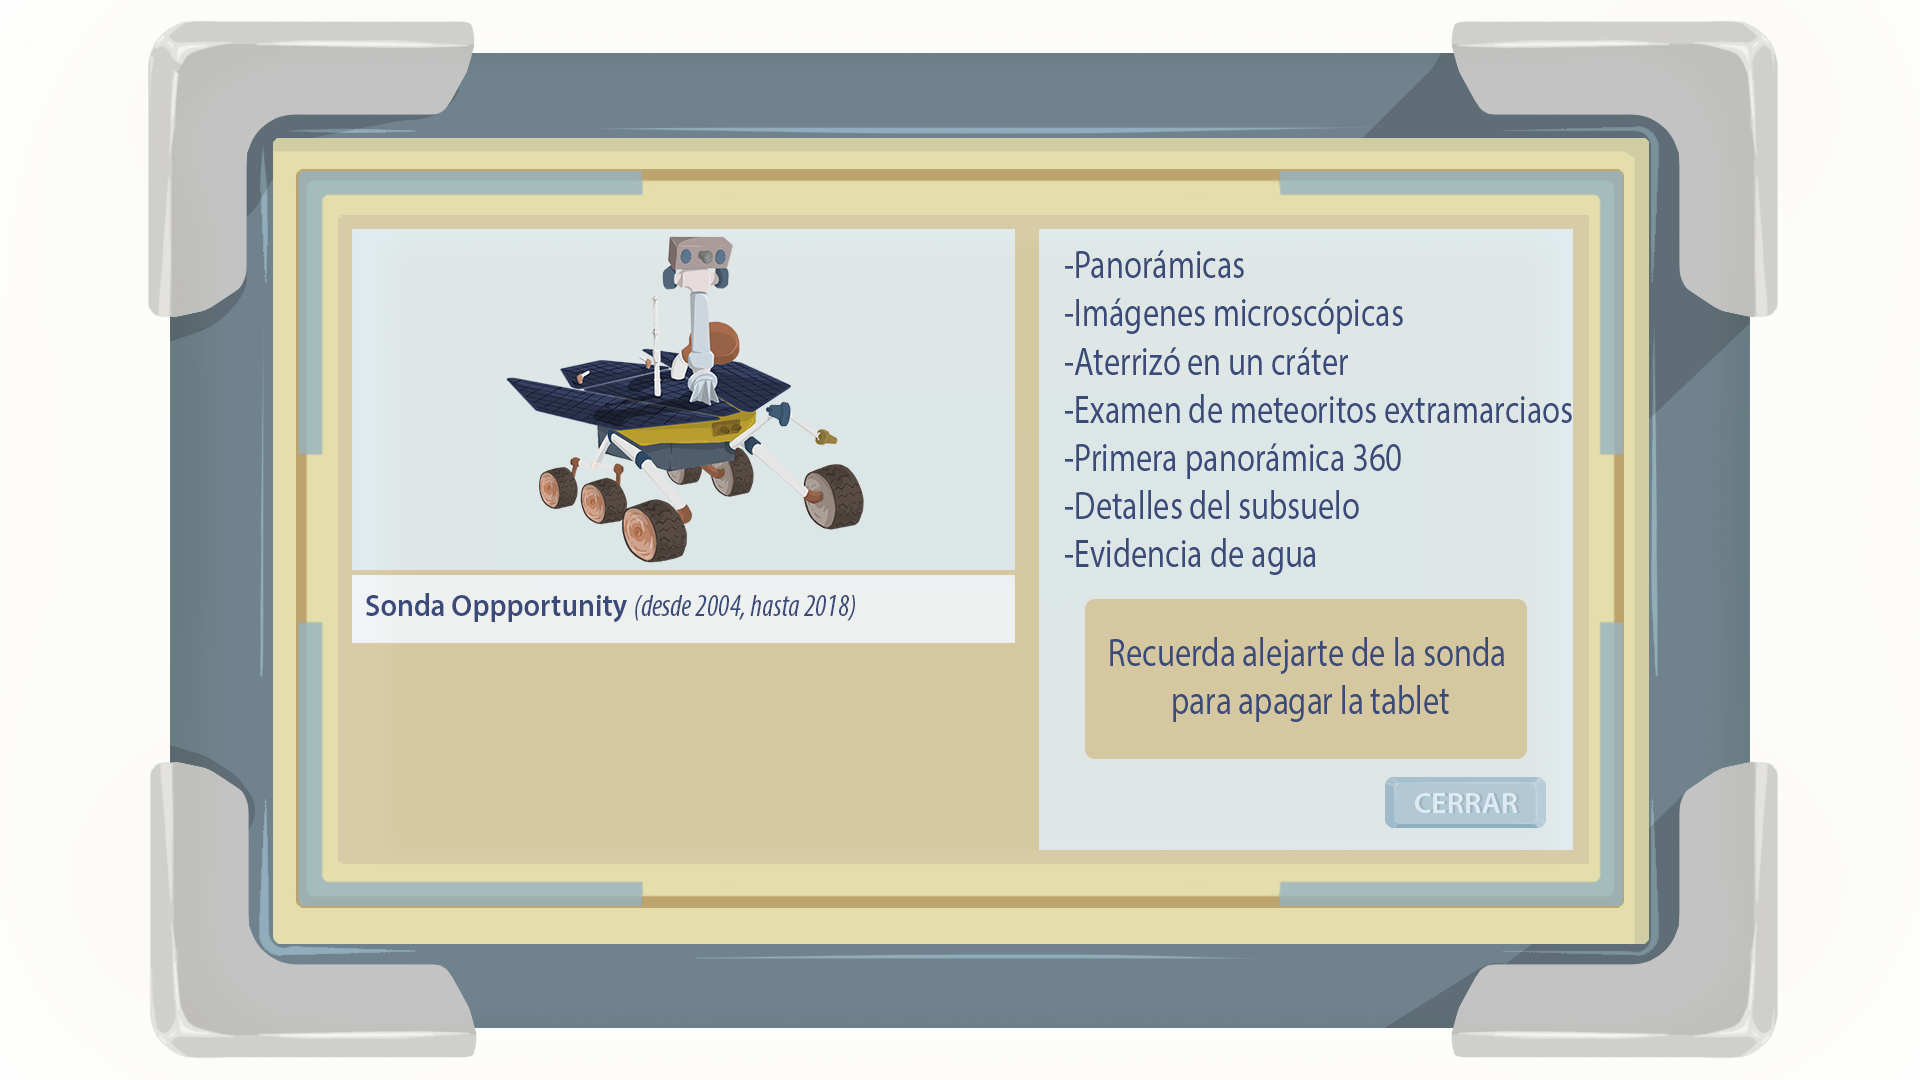 Sonda Oppportunity (desde 2004, hasta 2018)
-Panorámicas
-Imágenes microscópicas
-Aterrizó en un cráter
-Examen de meteoritos extramarciaos
-Primera panorámica 360
-Detalles del subsuelo
-Evidencia de agua
Recuerda alejarte de la sonda
para apagar la tablet
CERRAR